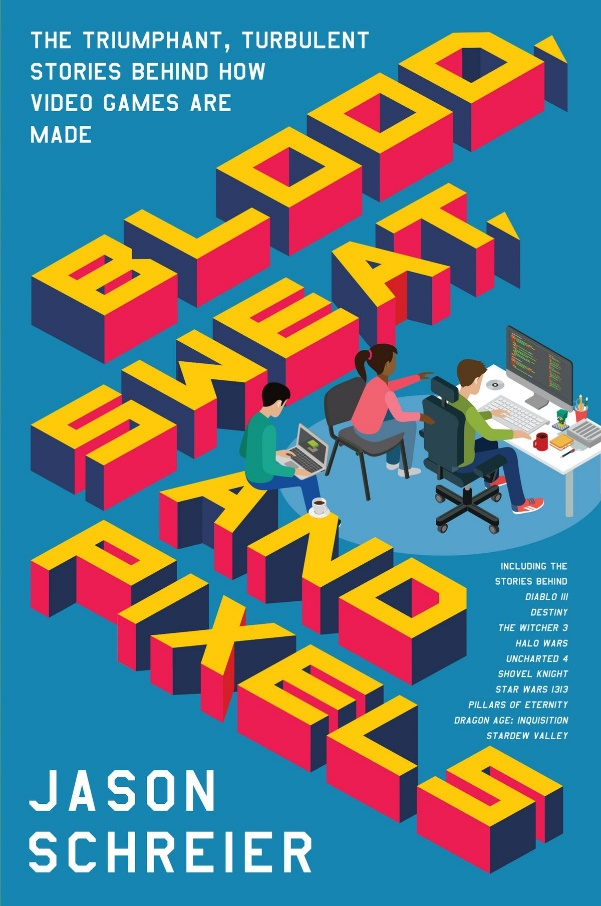 THE TRIUMPHANT, TURBULENT
STORIES BEHIND HOW
VIDEO GAMES ARE
MADE
BLOOD,
SWEAT,
AND
PIXELS
INCLUDING THE
STORIES BEHIND
DIABLO III
DESTINY
THE WITCHER 3
HALO WARS
UNCHARTED 4
SHOVEL KNIGHT
STAR WARS 1313
PILLARS OF ETERNITY
DRAGON AGE: INQUISITION
STARDEW VALLEY
JASON
SCHREIER